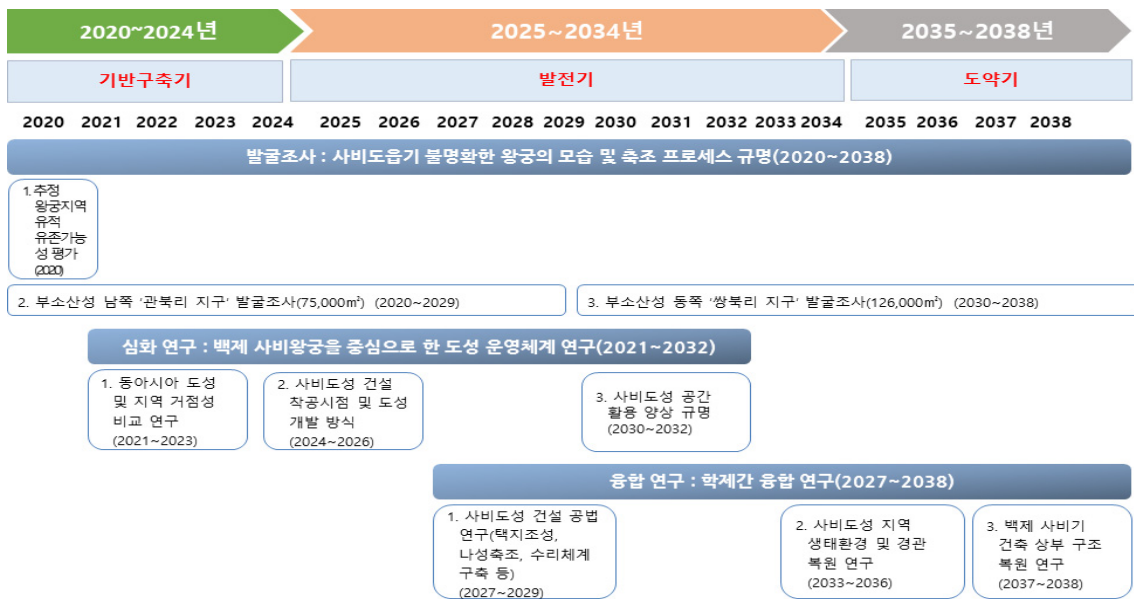 2020~2024년
2025~2034년
2035~2038년
기반구축기
발전기
도약기
2020 2021 2022 2023 2024 2025 2026 2027 2028 2029 2030 2031 2032 2033 2034 2035 2036 2037 2038
발굴조사 : 사비도읍기 불명확한 왕궁의 모습 및 축조 프로세스 규명(2020~2038)
1. 추정
왕궁지역
유적
유존가능
성 평가
(2020)
2. 부소산성 남쪽 '관북리 지구' 발굴조사(75,000㎡) (2020~2029)
3. 부소산성 동쪽 '쌍북리 지구' 발굴조사(126,000㎡) (2030~2038)
심화 연구 : 백제 사비왕궁을 중심으로 한 도성 운영체계 연구(2021~2032)
1. 동아시아 도성
및 지역 거점성
비교 연구
(2021~2023)
2. 사비도성 건설
착공시점 및 도성
개발 방식
(2024~2026)
3. 사비도성 공간
활용 양상 규명
(2030~2032)
융합 연구 : 학제간 융합 연구(2027~2038)
1. 사비도성 건설 공법
연구(택지조성,
나성축조, 수리체계
구축 등)
(2027~2029)
2. 사비도성 지역
생태환경 및 경관
복원 연구
(2033~2036)
3. 백제 사비기
건축 상부 구조
복원 연구
(2037~2038)